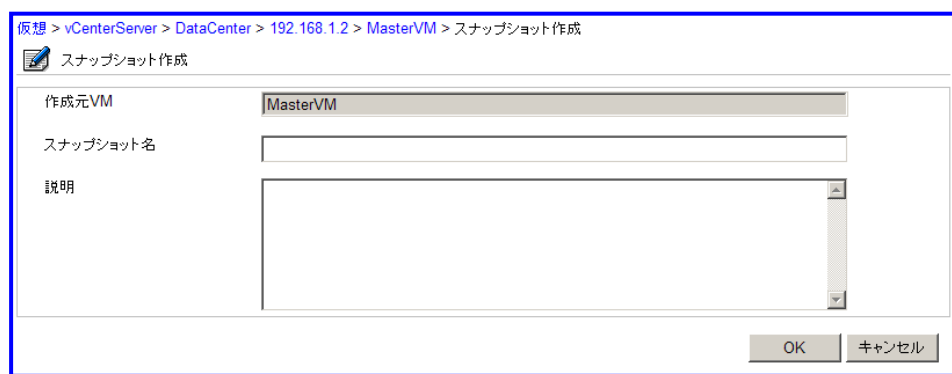 仮想 > vCenterServer > DataCenter > 192.168.1.2 > MasterVM > スナップショット作成
スナップショット作成
作成元VM MasterVM
スナップショット名
説明
OK キャンセル